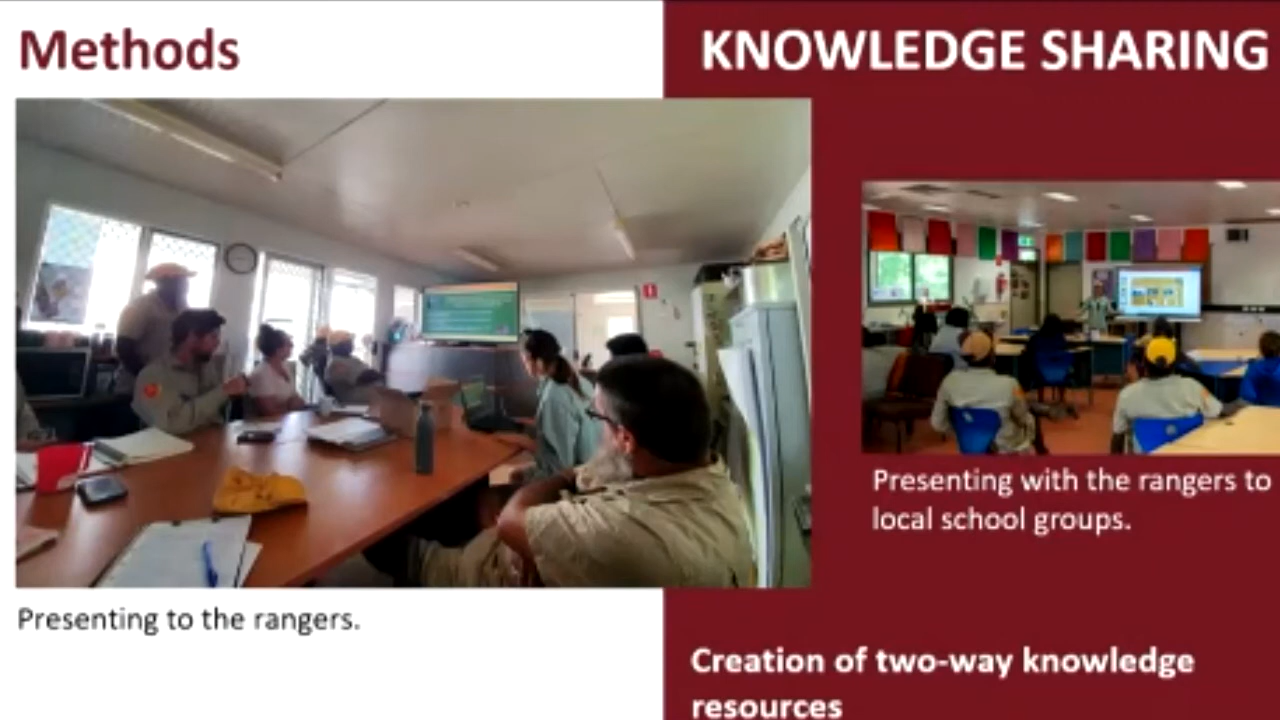 Methods
KNOWLEDGE SHARING
Presenting to the rangers.
Presenting with the rangers to
local school groups.
Creation of two-way knowledge
resources